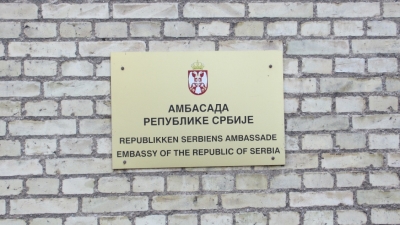 АМБАСАДА
РЕПУБЛИКЕ СРБИЈЕ
REPUBLIKKEN SERBIENS AMBASSADE
EMBASSY OF THE REPUBLIC OF SERBIA